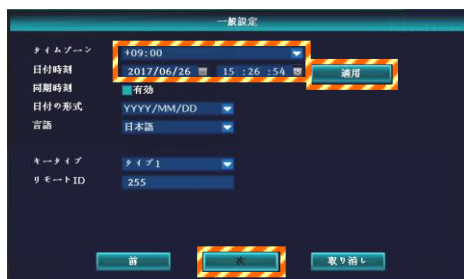 一般設定
タイムゾーン +09:00
日付時刻 2017/06/26 15 :26 :54 適用
同期時刻 有効
日付の形式 YYYY/MM/DD
言語 日本語
キータイプ タイプ1
リモートID 255
前 次 取り消し